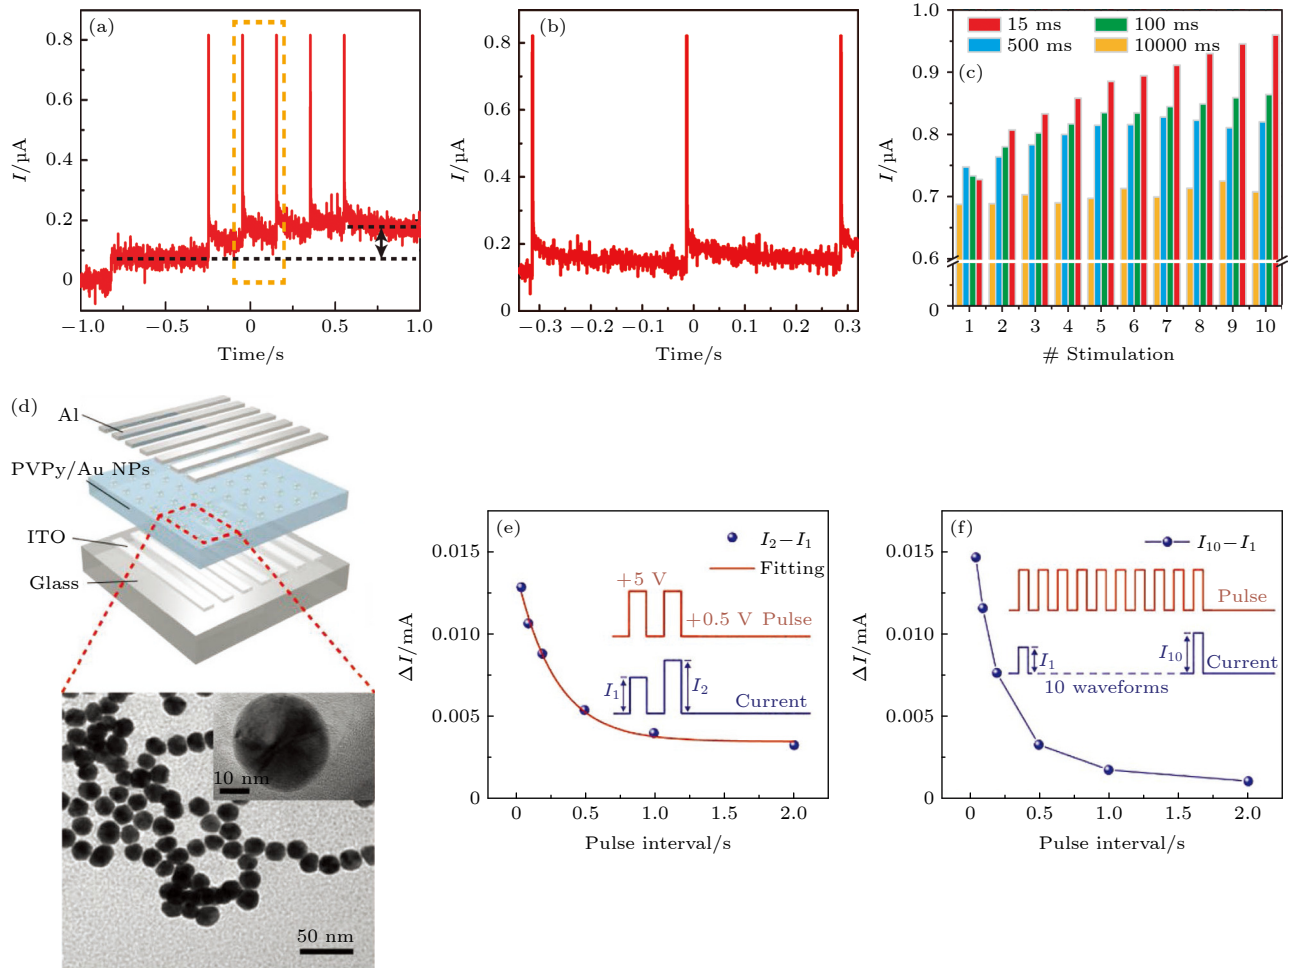 (a)
I/μA
0.8
0.6
0.4
0.2
0
−1.0
−0.5
0
0.5
1.0
Time/s
(b)
I/μA
0.8
0.6
0.4
0.2
0
−0.3
−0.2
−0.1
0
0.1
0.2
0.3
Time/s
15 ms
100 ms
500 ms
10000 ms
(c)
I/μA
1.0
0.9
0.8
0.7
0.6
0
1 2 3 4 5 6 7 8 9 10
# Stimulation
(d)
Al
PVPy/Au NPs
ITO
Glass
10 nm
50 nm
(e)
I2−I1
Fitting
+5 V
+0.5 V Pulse
I1
I2
Current
ΔI/mA
0.015
0.010
0.005
0
0
0.5
1.0
1.5
2.0
Pulse interval/s
(f)
I10−I1
Pulse
I1
I10
Current
10 waveforms
ΔI/mA
0.015
0.010
0.005
0
0
0.5
1.0
1.5
2.0
Pulse interval/s